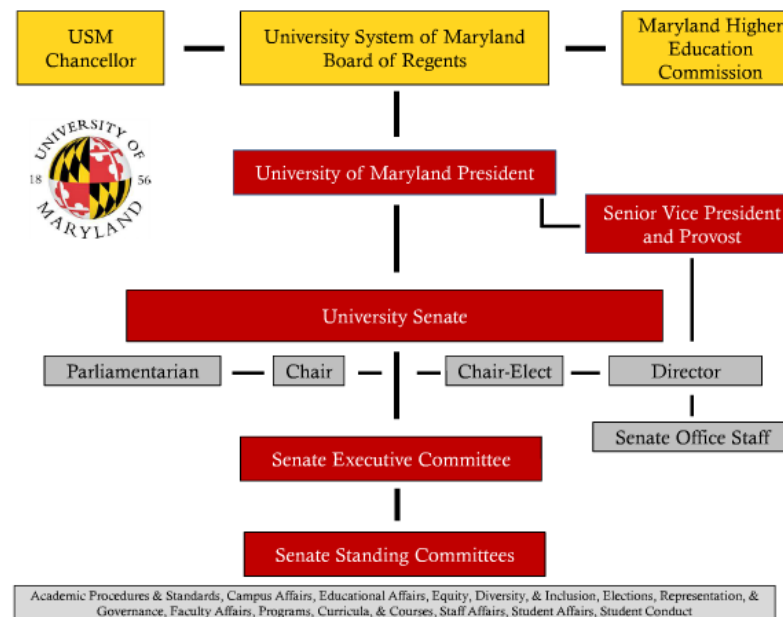 USM
Chancellor
University System of Maryland
Board of Regents
Maryland Higher
Education
Commission
UNIVERSITY OF
18 56
MARYLAND
University of Maryland President
Senior Vice President
and Provost
University Senate
Parliamentarian
Chair
Chair-Elect
Director
Senate Office Staff
Senate Executive Committee
Senate Standing Committees
Academic Procedures & Standards, Campus Affairs, Educational Affairs, Equity, Diversity, & Inclusion, Elections, Representation, &
Governance, Faculty Affairs, Programs, Curricula, & Courses, Staff Affairs, Student Affairs, Student Conduct